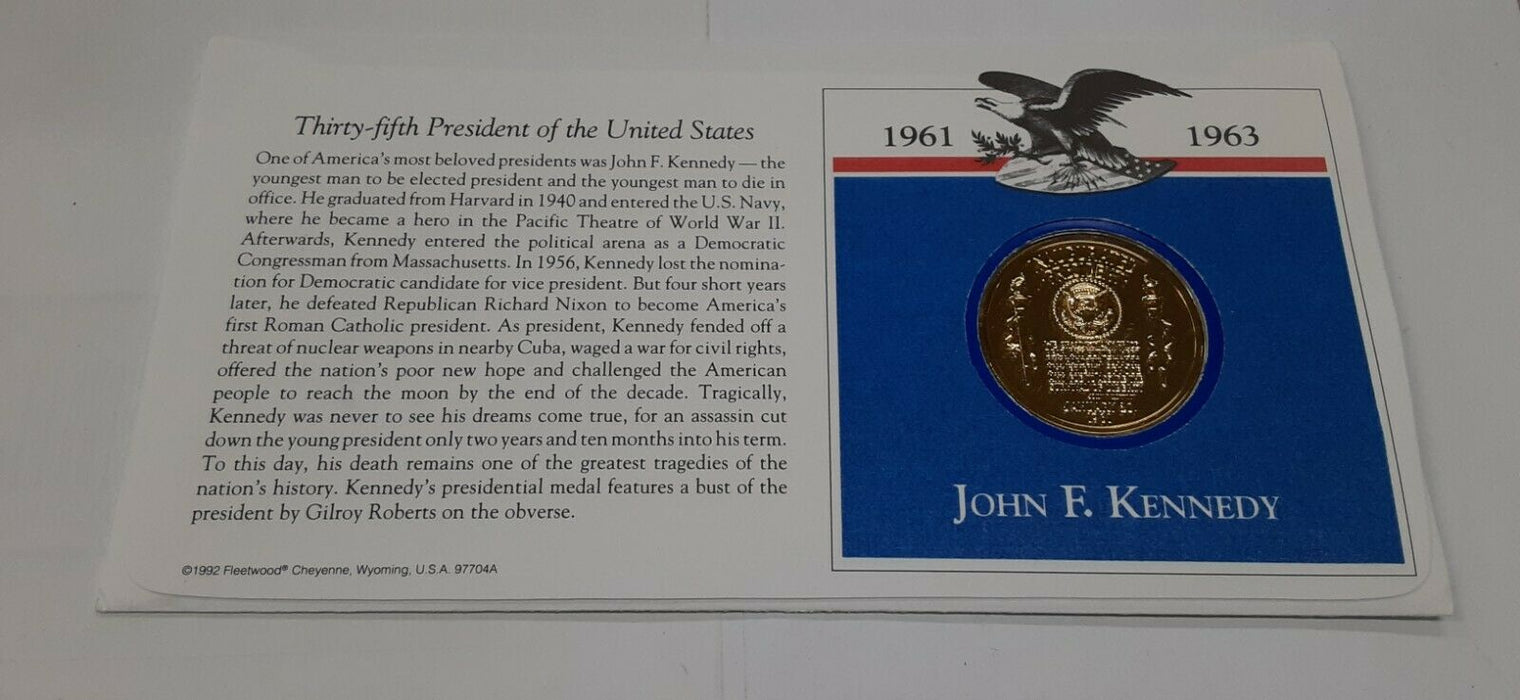 Thirty-fifth President of the United States
One of America's most beloved presidents was John F. Kennedy — the
youngest man to be elected president and the youngest man to die in
office. He graduated from Harvard in 1940 and entered the U.S. Navy,
where he became a hero in the Pacific Theatre of World War II.
Afterwards, Kennedy entered the political arena as a Democratic
Congressman from Massachusetts. In 1956, Kennedy lost the nomina-
tion for Democratic candidate for vice president. But four short years
later, he defeated Republican Richard Nixon to become America's
first Roman Catholic president. As president, Kennedy fended off a
threat of nuclear weapons in nearby Cuba, waged a war for civil rights,
offered the nation's poor new hope and challenged the American
people to reach the moon by the end of the decade. Tragically,
Kennedy was never to see his dreams come true, for an assassin cut
down the young president only two years and ten months into his term.
To this day, his death remains one of the greatest tragedies of the
nation's history. Kennedy's presidential medal features a bust of the
president by Gilroy Roberts on the obverse.
©1992 Fleetwood® Cheyenne, Wyoming, U.S.A. 97704A
1961 1963
JOHN F. KENNEDY